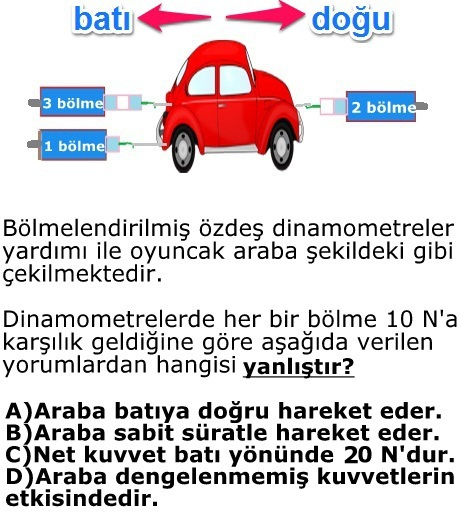 batı doğu
3 bölme 2 bölme
1 bölme
Bölmelendirilmiş özdeş dinamometreler
yardımı ile oyuncak araba şekildeki gibi
çekilmektedir.
Dinamometrelerde her bir bölme 10 N'a
karşılık geldiğine göre aşağıda verilen
yorumlardan hangisi yanlıştır?
A)Araba batıya doğru hareket eder.
B)Araba sabit süratle hareket eder.
C)Net kuvvet batı yönünde 20 N'dur.
D)Araba dengelenmemiş kuvvetlerin
etkisindedir.